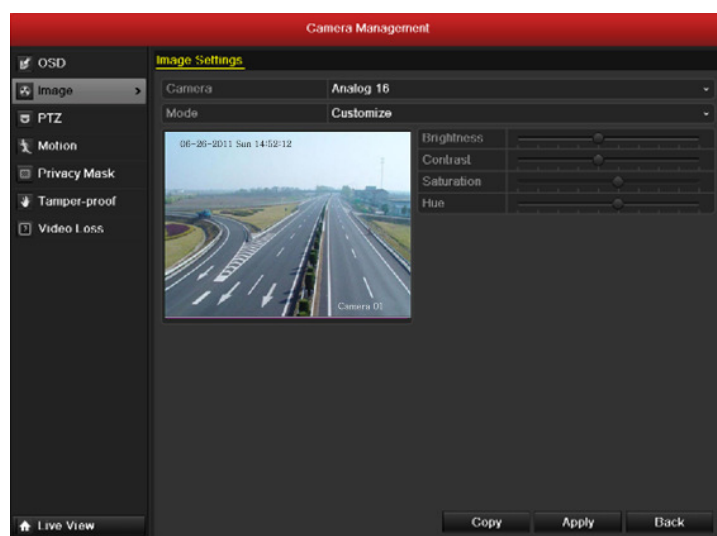 Camera Management
OSD
Image
PTZ
Motion
Privacy Mask
Tamper-proof
Video Loss
Live View
Image Settings
Camera Analog 16
Mode Customize
06-26-2011 Sun 14:52:12
Camera 01
Brightness
Contrast
Saturation
Hue
Copy Apply Back